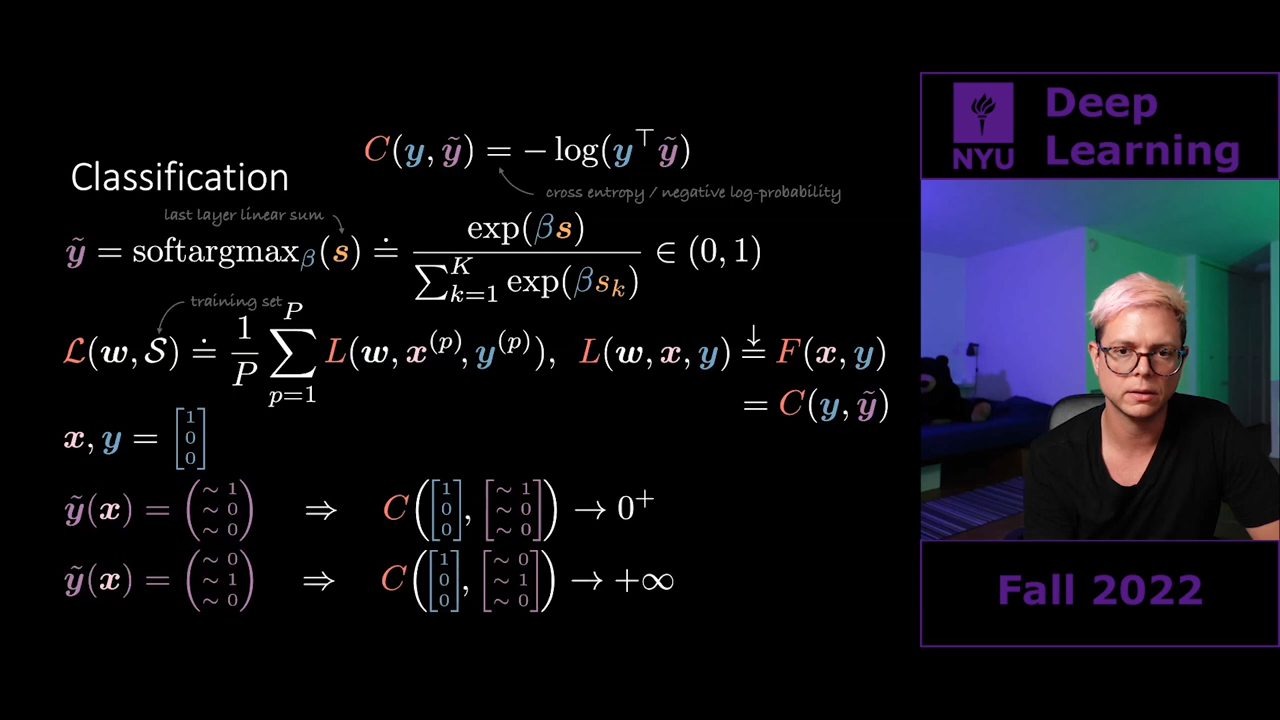 C(y, ỹ) = − log(y⊤ỹ)
Classification
cross entropy / negative log-probability
last layer linear sum
ỹ = softargmax_β(s) ≐ exp(βs) / ∑_{k=1}^{K} exp(βs_k) ∈ (0, 1)
training set
ℒ(w, 𝒮) ≐ 1/P ∑_{p=1}^{P} L(w, x^(p), y^(p)), L(w, x, y) ≐ F(x, y)
= C(y, ỹ)
x, y = [1 0 0]
ỹ(x) = (∼ 1 ∼ 0 ∼ 0) ⇒ C([1 0 0], [∼ 1 ∼ 0 ∼ 0]) → 0⁺
ỹ(x) = (∼ 0 ∼ 1 ∼ 0) ⇒ C([1 0 0], [∼ 0 ∼ 1 ∼ 0]) → +∞
NYU
Deep
Learning
Fall 2022